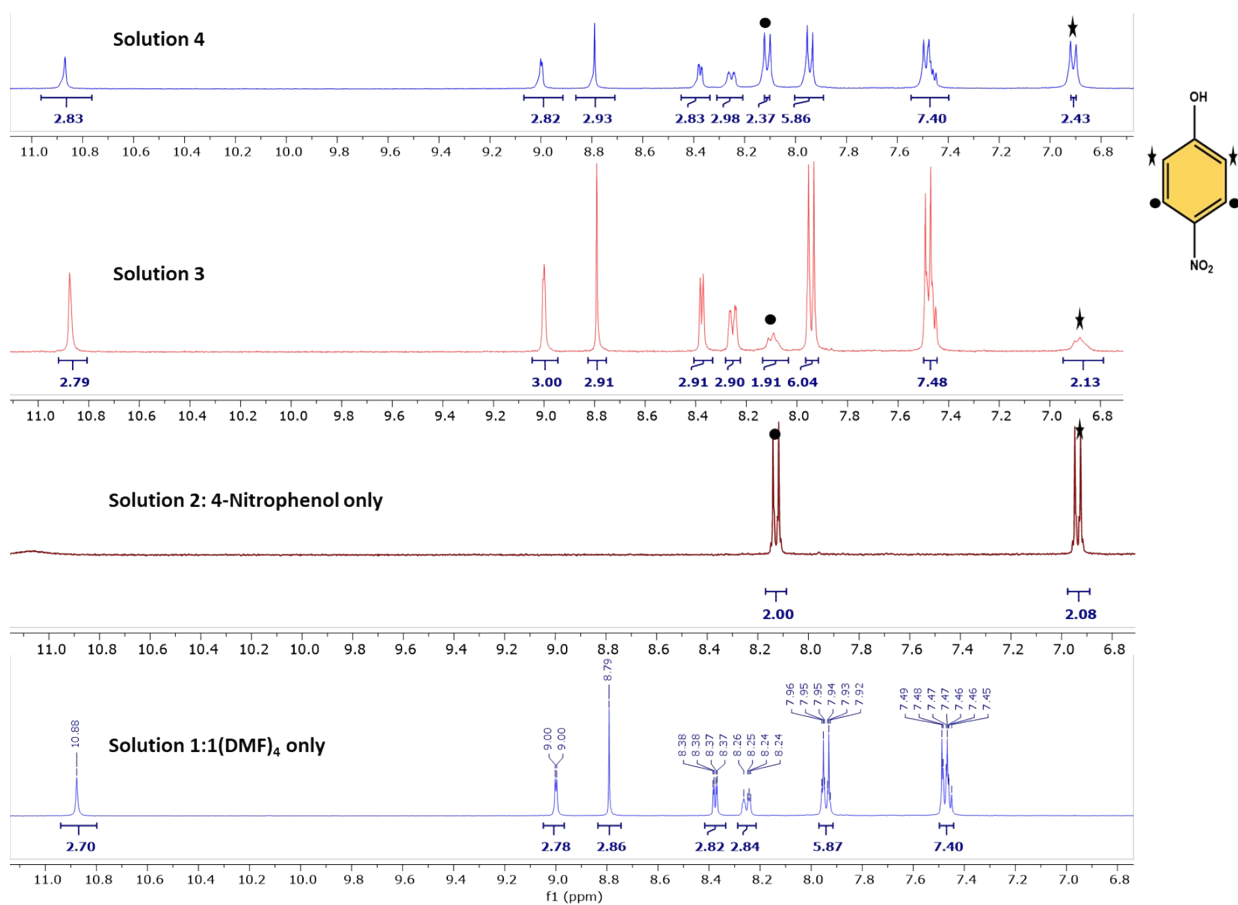 Solution 4
2.83 2.82 2.93 2.83 2.98 2.37 5.86 7.40 2.43
11.0 10.8 10.6 10.4 10.2 10.0 9.8 9.6 9.4 9.2 9.0 8.8 8.6 8.4 8.2 8.0 7.8 7.6 7.4 7.2 7.0 6.8
OH
NO2
Solution 3
2.79 3.00 2.91 2.91 2.90 1.91 6.04 7.48 2.13
11.0 10.8 10.6 10.4 10.2 10.0 9.8 9.6 9.4 9.2 9.0 8.8 8.6 8.4 8.2 8.0 7.8 7.6 7.4 7.2 7.0 6.8
Solution 2: 4-Nitrophenol only
2.00 2.08
11.0 10.8 10.6 10.4 10.2 10.0 9.8 9.6 9.4 9.2 9.0 8.8 8.6 8.4 8.2 8.0 7.8 7.6 7.4 7.2 7.0 6.8
10.88 9.00 9.00 8.79 8.38 8.38 8.37 8.37 8.26 8.25 8.24 8.24 7.96 7.95 7.95 7.94 7.93 7.92 7.49 7.48 7.47 7.47 7.46 7.46 7.45
Solution 1:1(DMF)4 only
2.70 2.78 2.86 2.82 2.84 5.87 7.40
11.0 10.8 10.6 10.4 10.2 10.0 9.8 9.6 9.4 9.2 9.0 8.8 8.6 8.4 8.2 8.0 7.8 7.6 7.4 7.2 7.0 6.8
f1 (ppm)